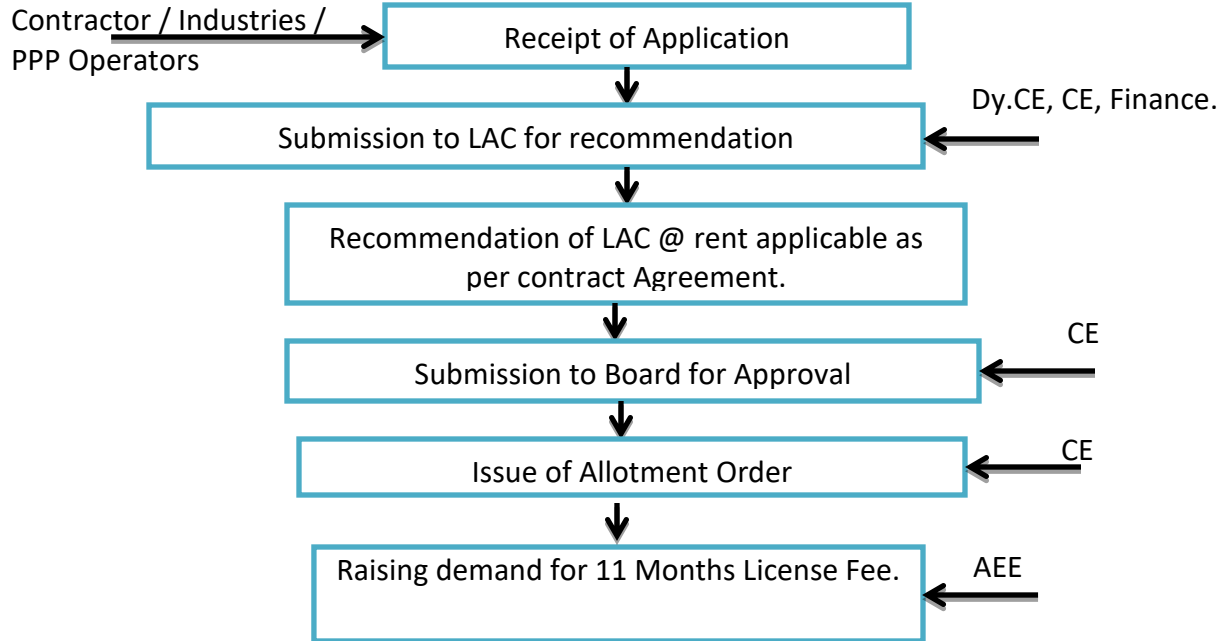 Contractor / Industries /
PPP Operators
Receipt of Application
Dy.CE, CE, Finance.
Submission to LAC for recommendation
Recommendation of LAC @ rent applicable as
per contract Agreement.
CE
Submission to Board for Approval
CE
Issue of Allotment Order
Raising demand for 11 Months License Fee.
AEE